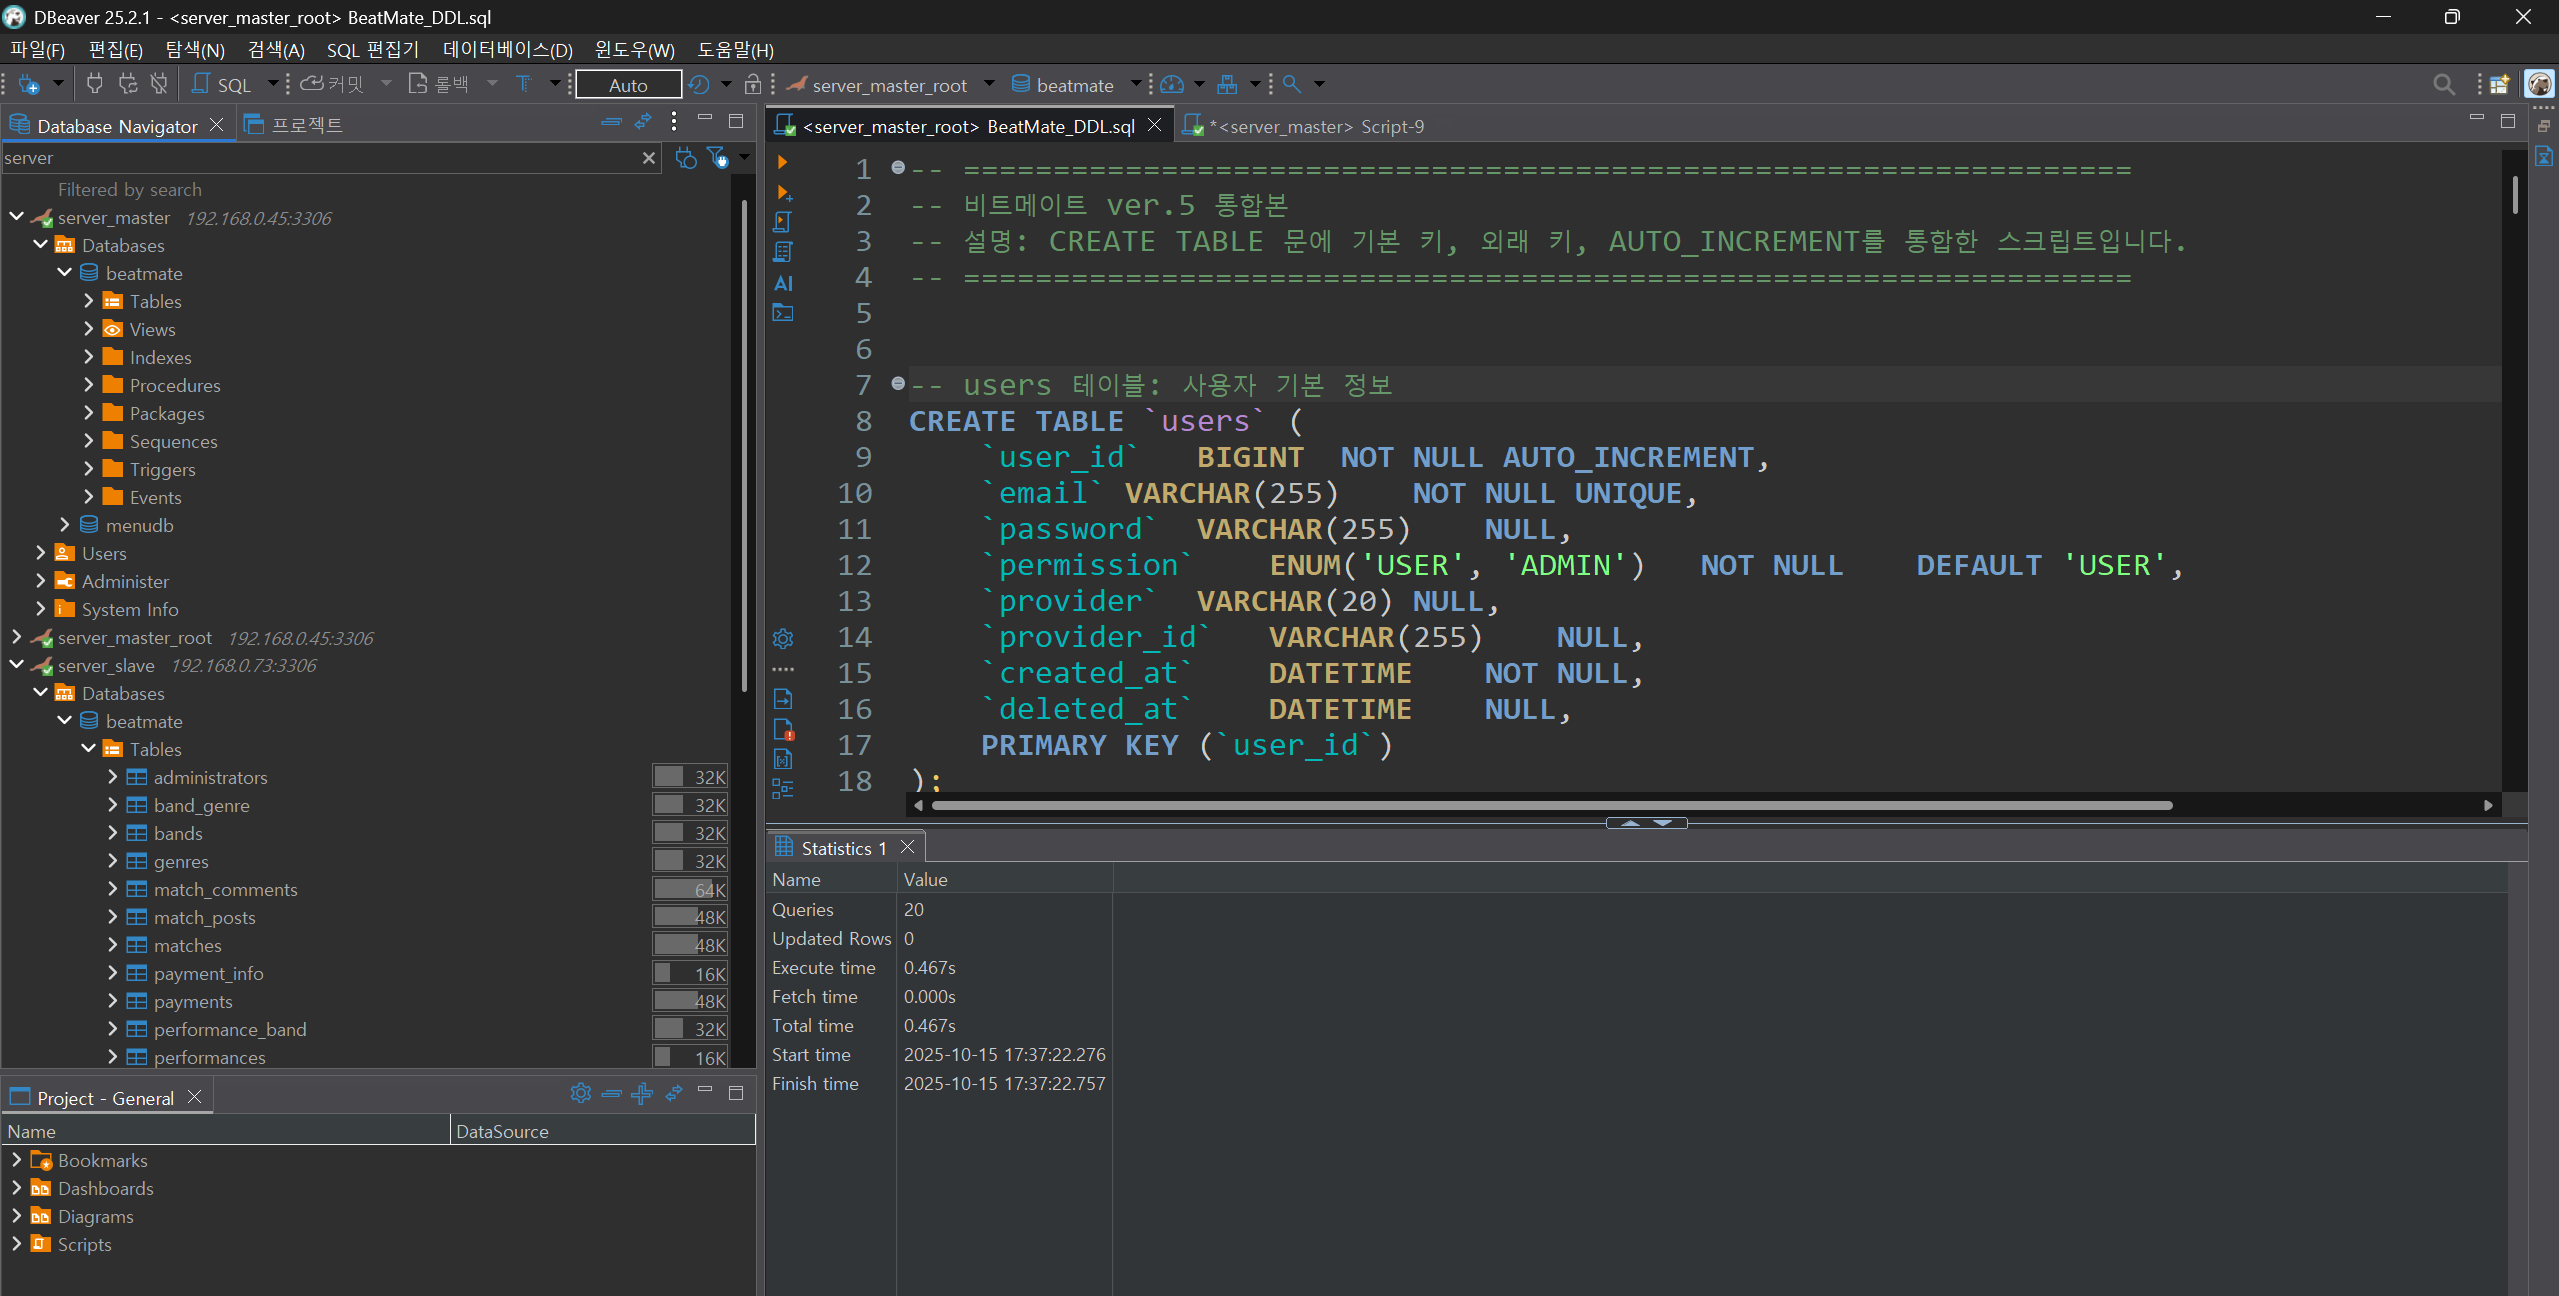 DBeaver 25.2.1 - <server_master_root> BeatMate_DDL.sql
파일(F) 편집(E) 탐색(N) 검색(A) SQL 편집기 데이터베이스(D) 윈도우(W) 도움말(H)
SQL 커밋 롤백 T Auto server_master_root beatmate
Database Navigator 프로젝트
server
Filtered by search
server_master 192.168.0.45:3306
Databases
beatmate
Tables
Views
Indexes
Procedures
Packages
Sequences
Triggers
Events
menudb
Users
Administer
System Info
server_master_root 192.168.0.45:3306
server_slave 192.168.0.73:3306
Databases
beatmate
Tables
administrators 32K
band_genre 32K
bands 32K
genres 32K
match_comments 64K
match_posts 48K
matches 48K
payment_info 16K
payments 48K
performance_band 32K
performances 16K
Project - General
Name DataSource
Bookmarks
Dashboards
Diagrams
Scripts
<server_master_root> BeatMate_DDL.sql *<server_master> Script-9
AI
1 -- =================================================================
2 -- 비트메이트 ver.5 통합본
3 -- 설명: CREATE TABLE 문에 기본 키, 외래 키, AUTO_INCREMENT를 통합한 스크립트입니다.
4 -- =================================================================
5
6
7 -- users 테이블: 사용자 기본 정보
8 CREATE TABLE `users` (
9 `user_id` BIGINT NOT NULL AUTO_INCREMENT,
10 `email` VARCHAR(255) NOT NULL UNIQUE,
11 `password` VARCHAR(255) NULL,
12 `permission` ENUM('USER', 'ADMIN') NOT NULL DEFAULT 'USER',
13 `provider` VARCHAR(20) NULL,
14 `provider_id` VARCHAR(255) NULL,
15 `created_at` DATETIME NOT NULL,
16 `deleted_at` DATETIME NULL,
17 PRIMARY KEY (`user_id`)
18 );
Statistics 1
Name Value
Queries 20
Updated Rows 0
Execute time 0.467s
Fetch time 0.000s
Total time 0.467s
Start time 2025-10-15 17:37:22.276
Finish time 2025-10-15 17:37:22.757